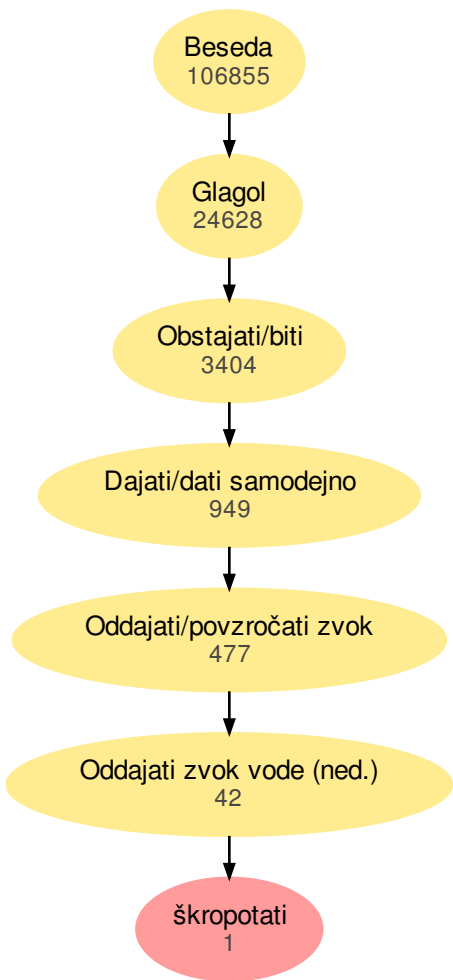 Beseda
106855
Glagol
24628
Obstajati/biti
3404
Dajati/dati samodejno
949
Oddajati/povzročati zvok
477
Oddajati zvok vode (ned.)
42
škropotati
1